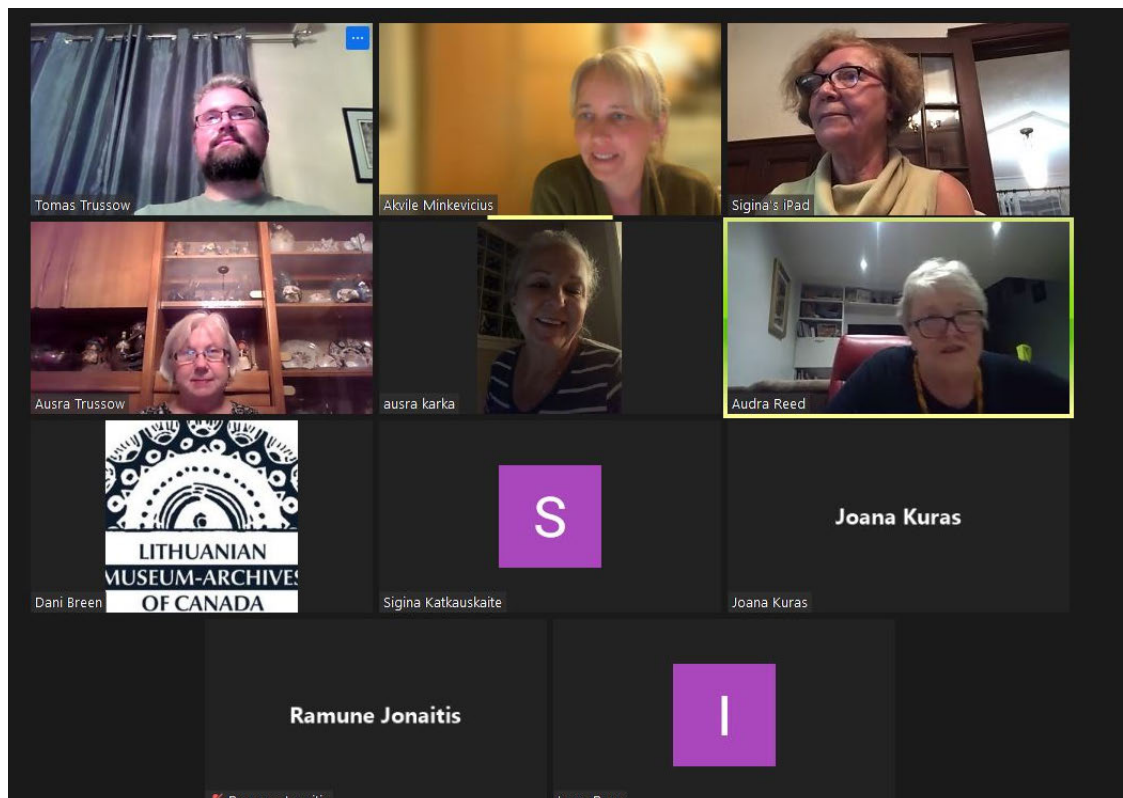 Tomas Trussow
Akvile Minkevicius
Sigina's iPad
Ausra Trussow
ausra karka
Audra Reed
LITHUANIAN
MUSEUM-ARCHIVES
OF CANADA
Dani Breen
S
Sigina Katkauskaite
Joana Kuras
Joana Kuras
Ramune Jonaitis
I